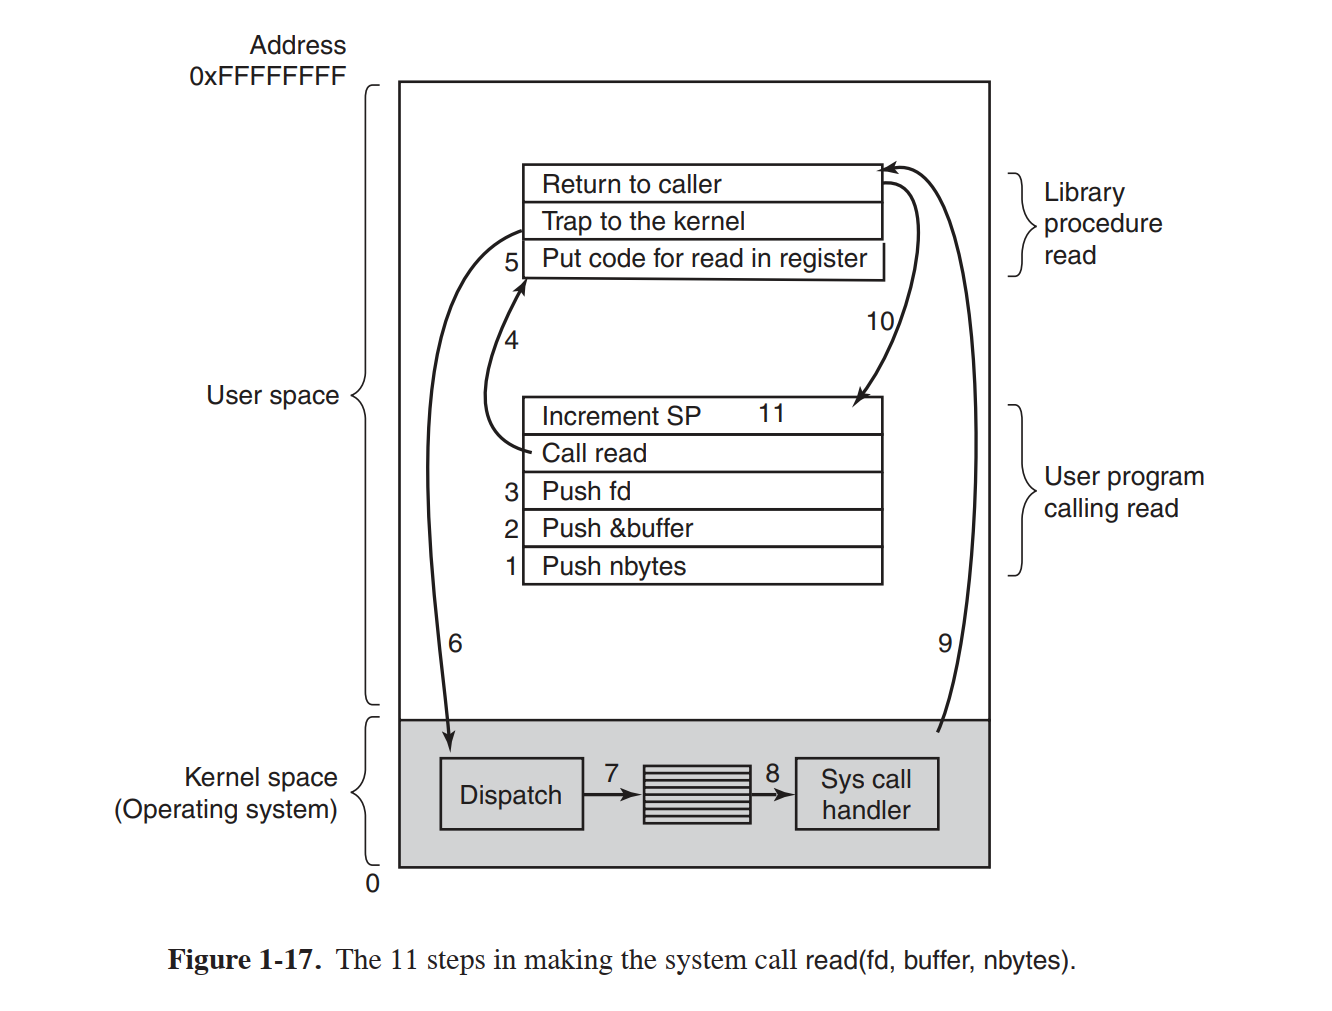 Address
0xFFFFFFFF
Return to caller
Trap to the kernel
5 Put code for read in register
Library
procedure
read
4
10
User space
Increment SP 11
Call read
3 Push fd
2 Push &buffer
1 Push nbytes
User program
calling read
6
9
Kernel space
(Operating system)
Dispatch
7
8
Sys call
handler
0
Figure 1-17. The 11 steps in making the system call read(fd, buffer, nbytes).